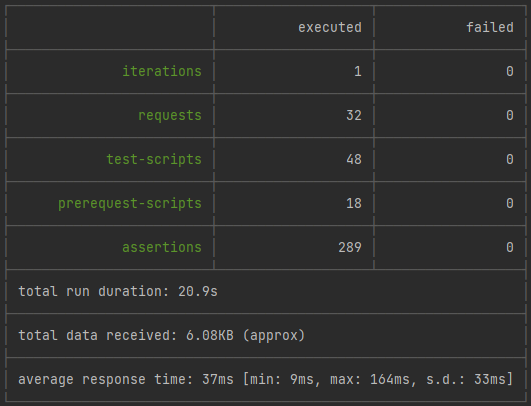 executed failed
iterations 1 0
requests 32 0
test-scripts 48 0
prerequest-scripts 18 0
assertions 289 0
total run duration: 20.9s
total data received: 6.08KB (approx)
average response time: 37ms [min: 9ms, max: 164ms, s.d.: 33ms]